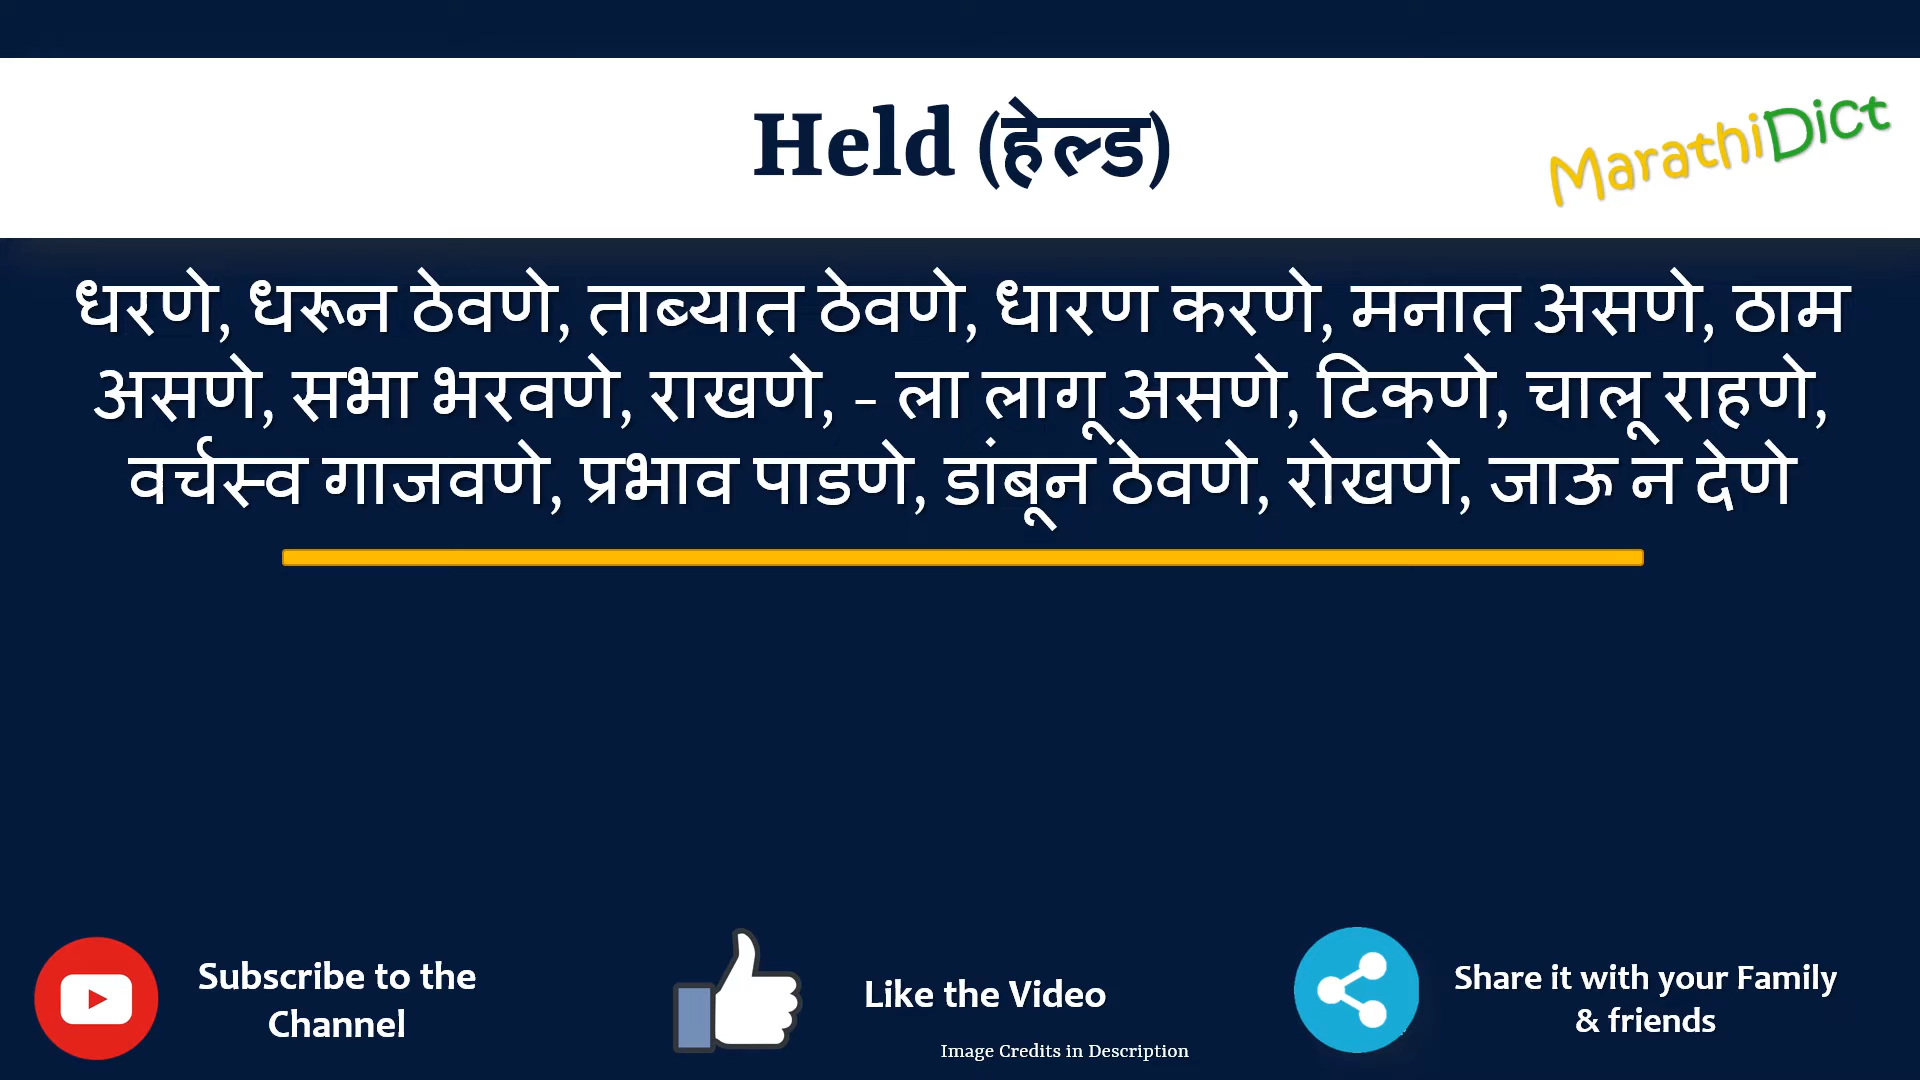 Held (हेल्ड)
MarathiDict
धरणे, धरून ठेवणे, ताब्यात ठेवणे, धारण करणे, मनात असणे, ठाम
असणे, सभा भरवणे, राखणे, - ला लागू असणे, टिकणे, चालू राहणे,
वर्चस्व गाजवणे, प्रभाव पाडणे, डांबून ठेवणे, रोखणे, जाऊ न देणे
Subscribe to the
Channel
Like the Video
Share it with your Family
& friends
Image Credits in Description